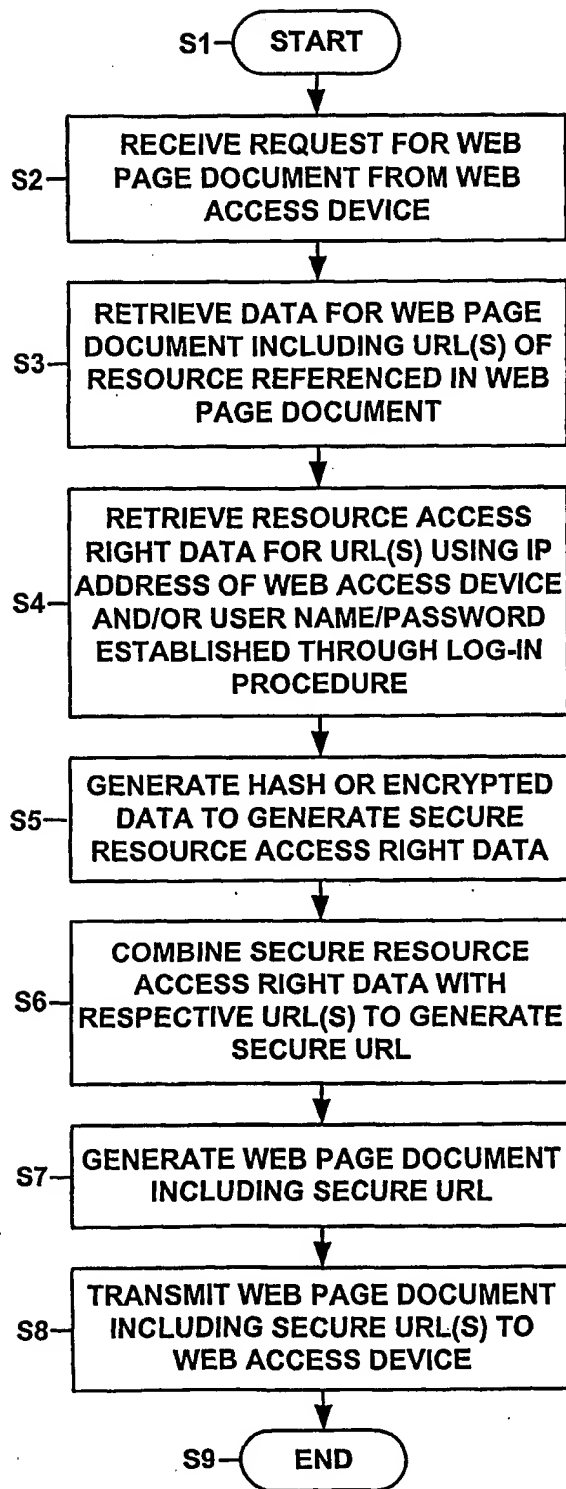 S1 START
S2
RECEIVE REQUEST FOR WEB
PAGE DOCUMENT FROM WEB
ACCESS DEVICE
S3
RETRIEVE DATA FOR WEB PAGE
DOCUMENT INCLUDING URL(S) OF
RESOURCE REFERENCED IN WEB
PAGE DOCUMENT
S4
RETRIEVE RESOURCE ACCESS
RIGHT DATA FOR URL(S) USING IP
ADDRESS OF WEB ACCESS DEVICE
AND/OR USER NAME/PASSWORD
ESTABLISHED THROUGH LOG-IN
PROCEDURE
S5
GENERATE HASH OR ENCRYPTED
DATA TO GENERATE SECURE
RESOURCE ACCESS RIGHT DATA
S6
COMBINE SECURE RESOURCE
ACCESS RIGHT DATA WITH
RESPECTIVE URL(S) TO GENERATE
SECURE URL
S7
GENERATE WEB PAGE DOCUMENT
INCLUDING SECURE URL
S8
TRANSMIT WEB PAGE DOCUMENT
INCLUDING SECURE URL(S) TO
WEB ACCESS DEVICE
S9 END